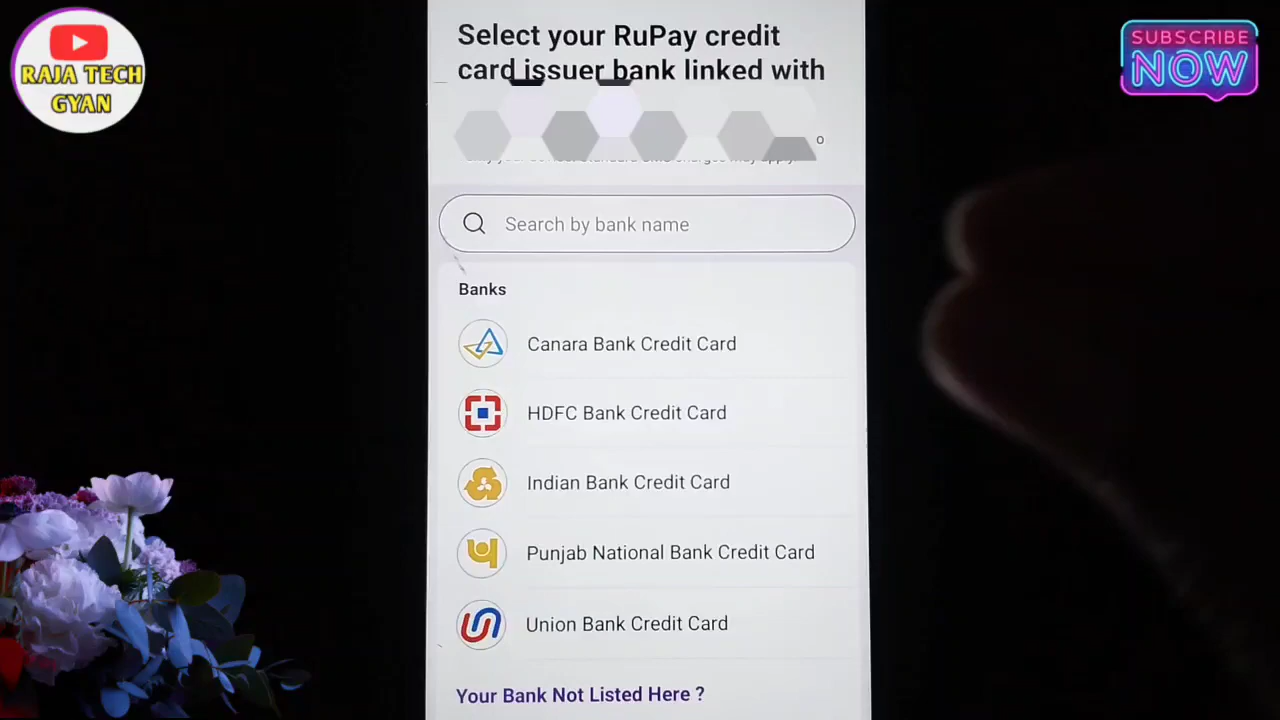 RAJA TECH
GYAN
SUBSCRIBE
NOW
Select your RuPay credit
card issuer bank linked with
Search by bank name
Banks
Canara Bank Credit Card
HDFC Bank Credit Card
Indian Bank Credit Card
Punjab National Bank Credit Card
Union Bank Credit Card
Your Bank Not Listed Here ?